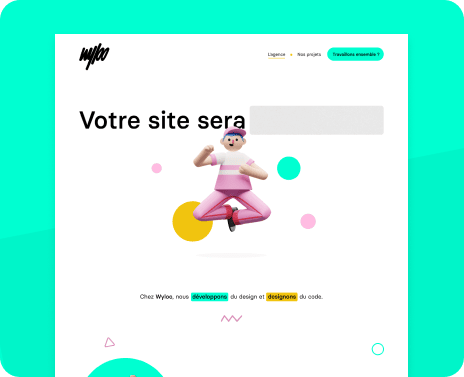 wyloo
L'agence
Nos projets
Travaillons ensemble ?
Votre site sera
Chez Wyloo, nous développons du design et designons du code.